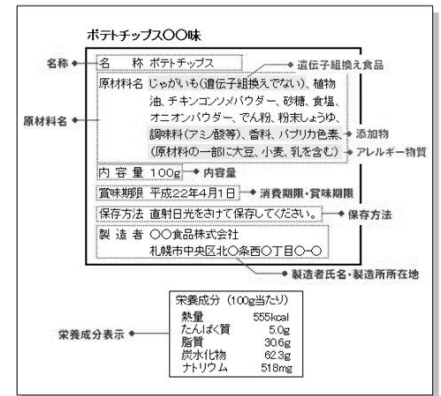 ポテトチップス〇〇味
名称
名 称 ポテトチップス
遺伝子組換え食品
原材料名
原材料名 じゃがいも(遺伝子組換えでない)、植物
油、チキンコンソメパウダー、砂糖、食塩、
オニオンパウダー、でん粉、粉末しょうゆ、
調味料(アミノ酸等)、香料、パプリカ色素、
添加物
(原材料の一部に大豆、小麦、乳を含む)
アレルギー物質
内 容 量 100g
内容量
賞味期限 平成22年4月1日
消費期限・賞味期限
保存方法 直射日光をさけて保存してください。
保存方法
製 造 者 〇〇食品株式会社
札幌市中央区北〇条西〇丁目〇-〇
製造者氏名・製造所所在地
栄養成分表示
栄養成分 (100g当たり)
熱量 555kcal
たんぱく質 5.0g
脂質 30.6g
炭水化物 62.3g
ナトリウム 518mg